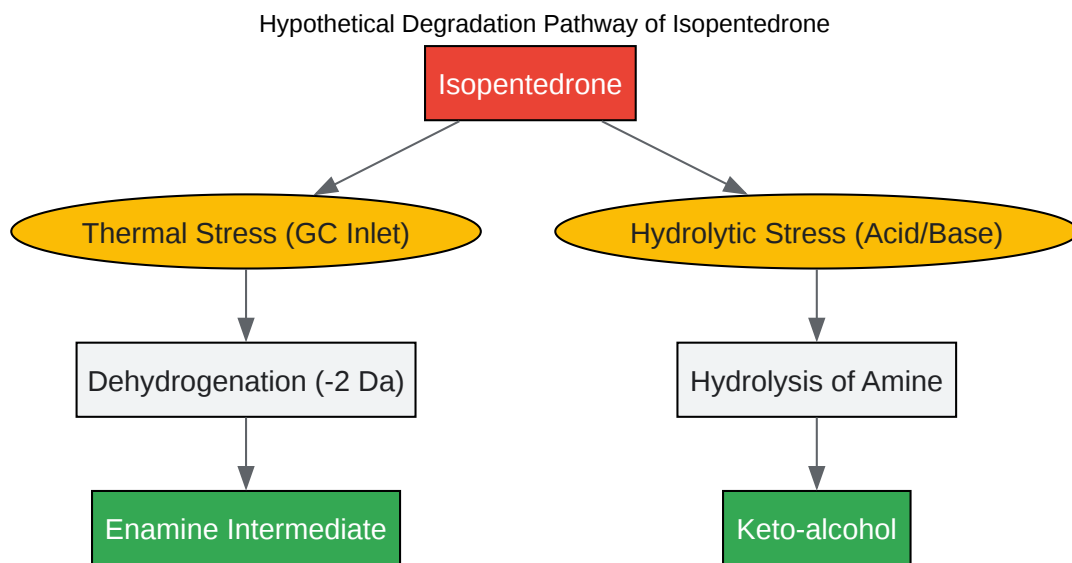 Hypothetical Degradation Pathway of Isopentedrone
Isopentedrone
Thermal Stress (GC Inlet)
Hydrolytic Stress (Acid/Base)
Dehydrogenation (-2 Da)
Hydrolysis of Amine
Enamine Intermediate
Keto-alcohol